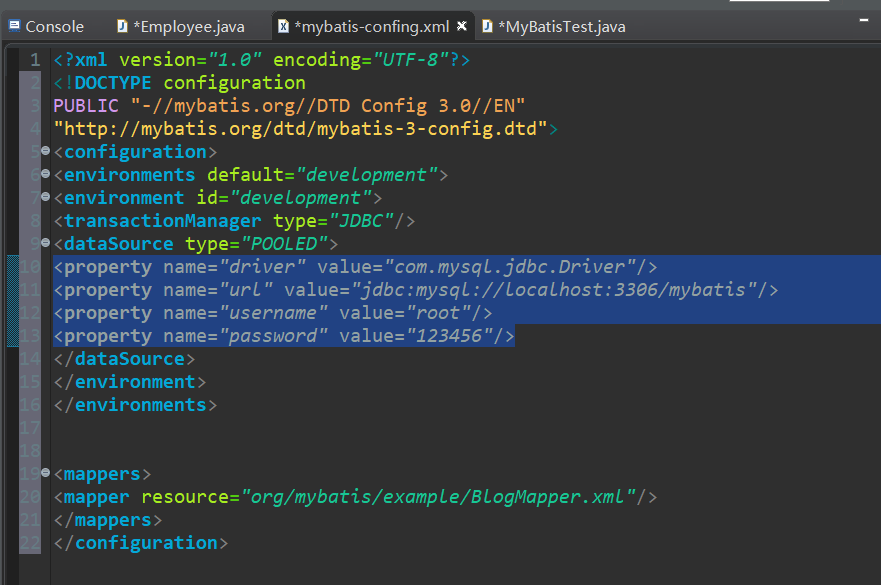 Console *Employee.java *mybatis-confing.xml *MyBatisTest.java
1 <?xml version="1.0" encoding="UTF-8"?>
2 <!DOCTYPE configuration
3 PUBLIC "-//mybatis.org//DTD Config 3.0//EN"
4 "http://mybatis.org/dtd/mybatis-3-config.dtd">
5 <configuration>
6 <environments default="development">
7 <environment id="development">
8 <transactionManager type="JDBC"/>
9 <dataSource type="POOLED">
10 <property name="driver" value="com.mysql.jdbc.Driver"/>
11 <property name="url" value="jdbc:mysql://localhost:3306/mybatis"/>
12 <property name="username" value="root"/>
13 <property name="password" value="123456"/>
14 </dataSource>
15 </environment>
16 </environments>
17
18
19 <mappers>
20 <mapper resource="org/mybatis/example/BlogMapper.xml"/>
21 </mappers>
22 </configuration>